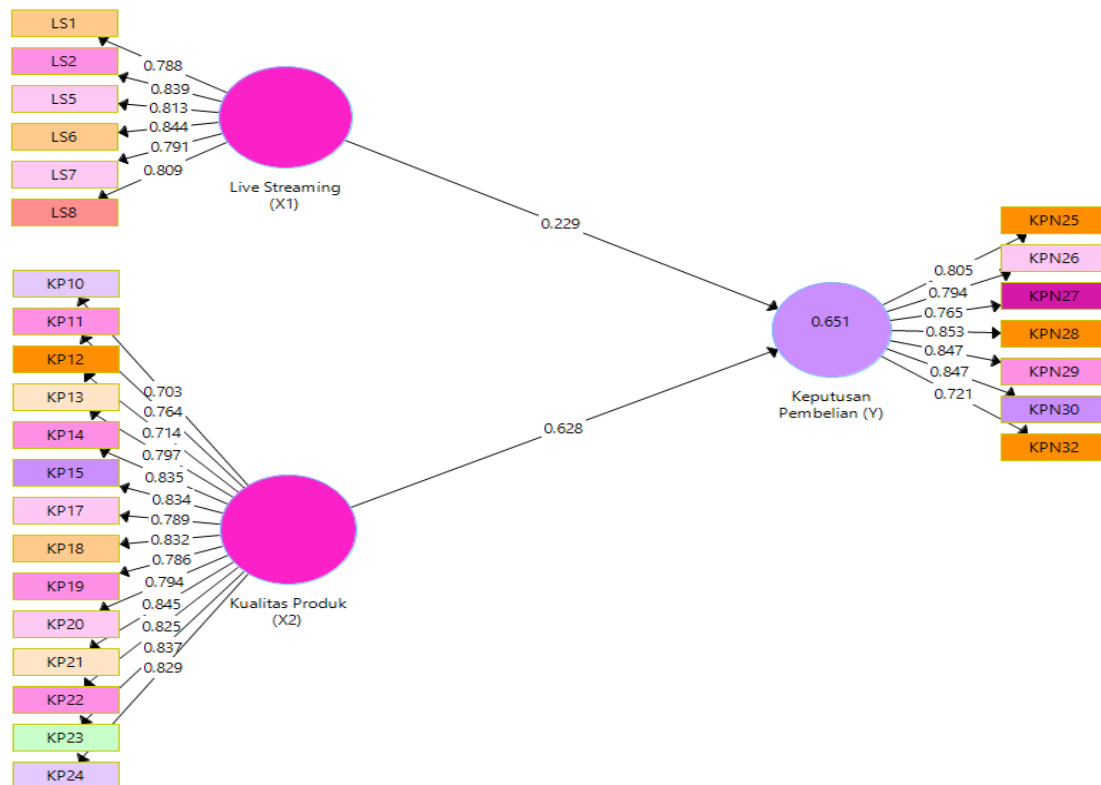 LS1
LS2
LS5
LS6
LS7
LS8
0.788
0.839
0.813
0.844
0.791
0.809
Live Streaming
(X1)
KP10
KP11
KP12
KP13
KP14
KP15
KP17
KP18
KP19
KP20
KP21
KP22
KP23
KP24
0.703
0.764
0.714
0.797
0.835
0.834
0.789
0.832
0.786
0.794
0.845
0.825
0.837
0.829
Kualitas Produk
(X2)
0.229
0.628
0.651
Keputusan
Pembelian (Y)
0.805
0.794
0.765
0.853
0.847
0.847
0.721
KPN25
KPN26
KPN27
KPN28
KPN29
KPN30
KPN32